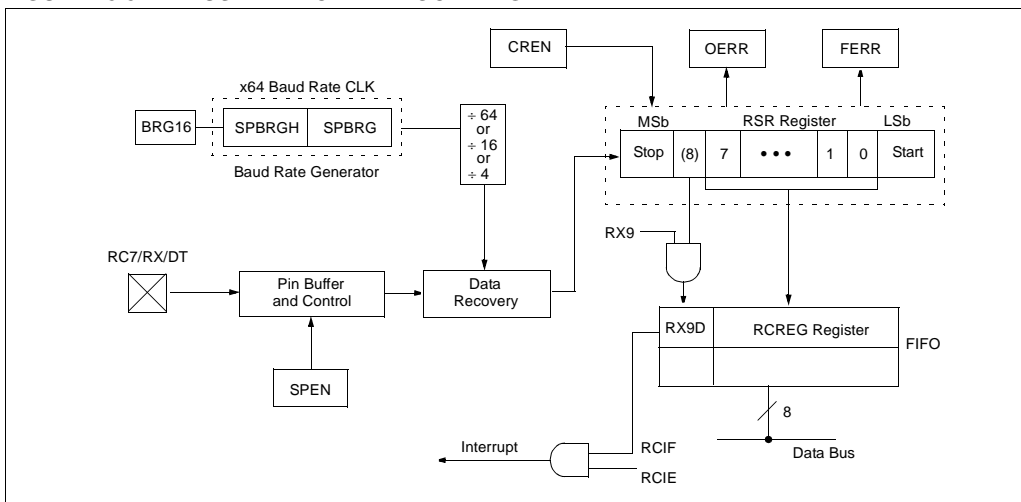 CREN
OERR
FERR
x64 Baud Rate CLK
BRG16
SPBRGH
SPBRG
Baud Rate Generator
÷ 64
or
÷ 16
or
÷ 4
MSb
RSR Register
LSb
Stop
(8)
7
• • •
1
0
Start
RX9
RC7/RX/DT
Pin Buffer
and Control
Data
Recovery
SPEN
RX9D
RCREG Register
FIFO
8
Data Bus
Interrupt
RCIF
RCIE